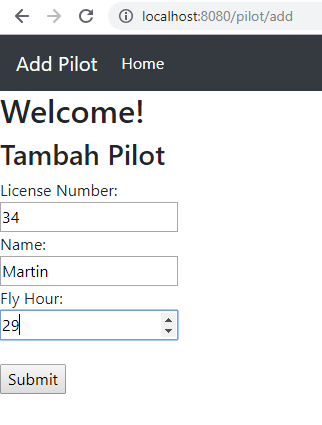 localhost:8080/pilot/add
Add Pilot Home
Welcome!
Tambah Pilot
License Number:
34
Name:
Martin
Fly Hour:
29
Submit